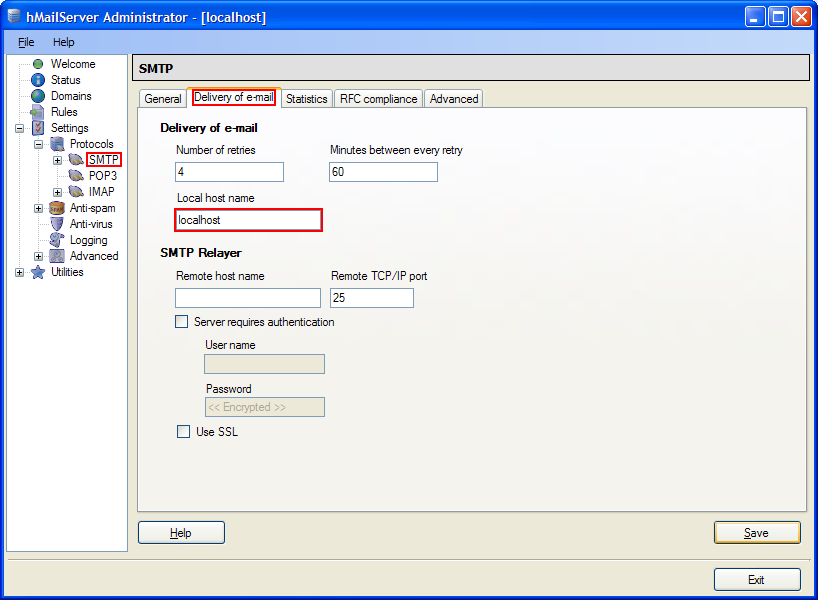 hMailServer Administrator - [localhost]
File Help
Welcome
Status
Domains
Rules
Settings
Protocols
SMTP
POP3
IMAP
Anti-spam
Anti-virus
Logging
Advanced
Utilities
SMTP
General Delivery of e-mail Statistics RFC compliance Advanced
Delivery of e-mail
Number of retries Minutes between every retry
4 60
Local host name
localhost
SMTP Relayer
Remote host name Remote TCP/IP port
25
Server requires authentication
User name
Password
<< Encrypted >>
Use SSL
Help Save
Exit